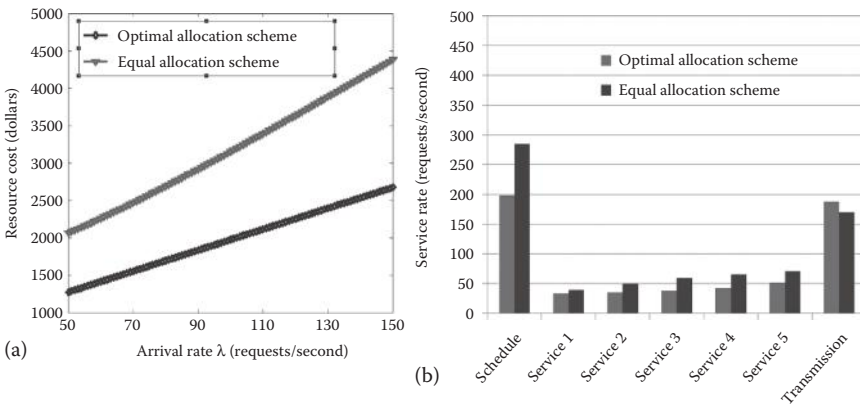 5000
4500
4000
3500
3000
2500
2000
1500
1000
Resource cost (dollars)
Optimal allocation scheme
Equal allocation scheme
50
70
90
110
130
150
Arrival rate λ (requests/second)
(a)
500
450
400
350
300
250
200
150
100
50
0
Service rate (requests/second)
Optimal allocation scheme
Equal allocation scheme
Schedule
Service 1
Service 2
Service 3
Service 4
Service 5
Transmission
(b)